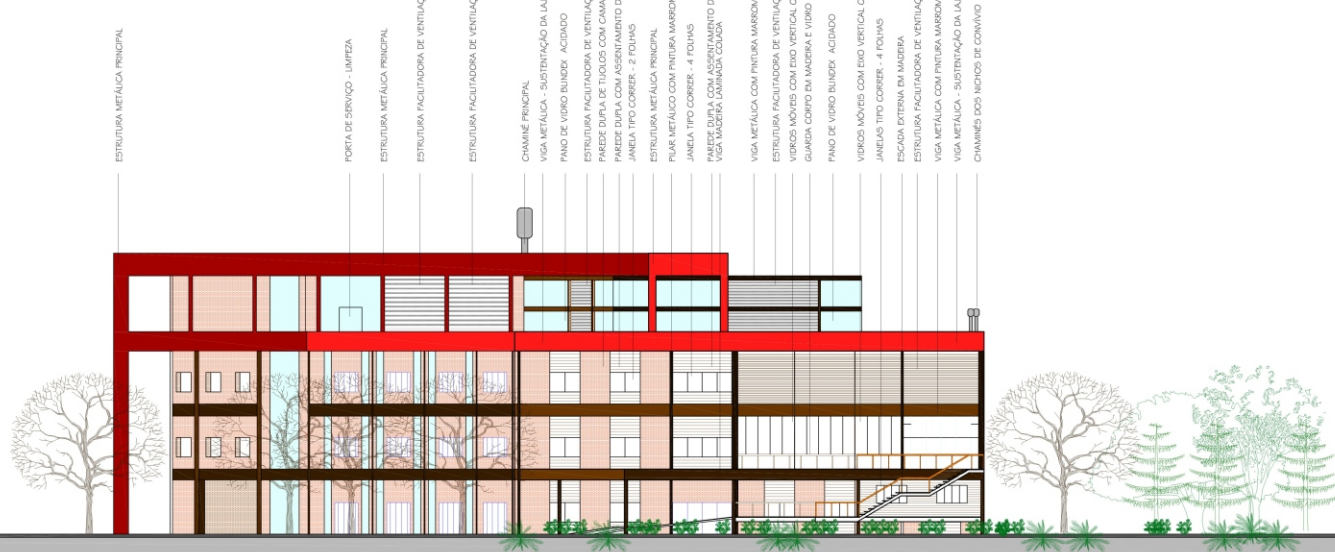 ESTRUTURA METÁLICA PRINCIPAL
PORTA DE SERVIÇO - LIMPEZA
ESTRUTURA METÁLICA PRINCIPAL
ESTRUTURA FACILITADORA DE VENTILAÇ
ESTRUTURA FACILITADORA DE VENTILAÇ
CHAMINÉ PRINCIPAL
VIGA METÁLICA - SUSTENTAÇÃO DA LAJ
PANO DE VIDRO BLINDEX ACIDADO
ESTRUTURA FACILITADORA DE VENTILAÇ
PAREDE DUPLA DE TIJOLOS COM CAMA
PAREDE DUPLA COM ASSENTAMENTO D
JANELA TIPO CORRER - 2 FOLHAS
ESTRUTURA METÁLICA PRINCIPAL
PILAR METÁLICO COM PINTURA MARROM
JANELA TIPO CORRER - 4 FOLHAS
PAREDE DUPLA COM ASSENTAMENTO D
VIGA MADEIRA LAMINADA COLADA
VIGA METÁLICA COM PINTURA MARROM
ESTRUTURA FACILITADORA DE VENTILAÇ
VIDROS MÓVEIS COM EIXO VERTICAL C
GUARDA CORPO EM MADEIRA E VIDRO
PANO DE VIDRO BLINDEX ACIDADO
VIDROS MÓVEIS COM EIXO VERTICAL C
JANELAS TIPO CORRER - 4 FOLHAS
ESCADA EXTERNA EM MADEIRA
ESTRUTURA FACILITADORA DE VENTILAÇ
VIGA METÁLICA COM PINTURA MARROM
VIGA METÁLICA - SUSTENTAÇÃO DA LAJ
CHAMINÉS DOS NICHOS DE CONVÍVIO